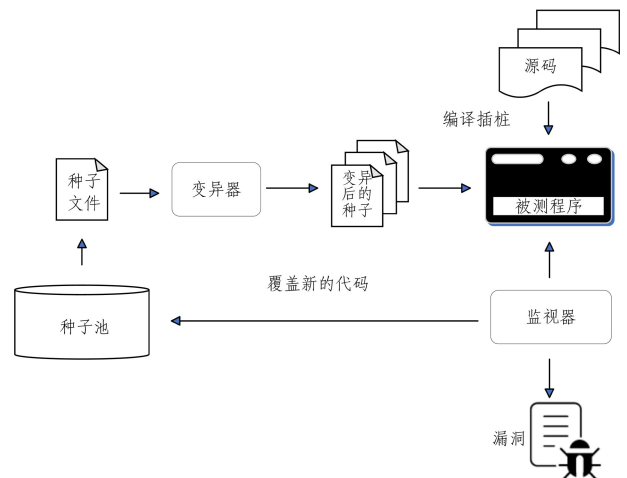 源码
编译插桩
种子
文件
变异器
变异
后的
种子
被测程序
覆盖新的代码
种子池
监视器
漏洞